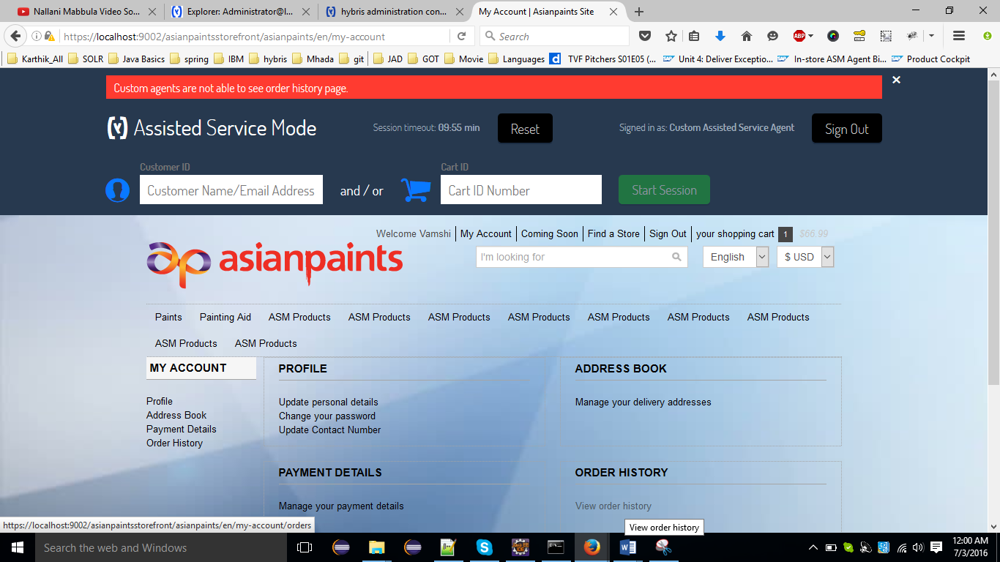 Nallani Mabbula Video So...
Explorer: Administrator@l...
hybris administration con...
My Account | Asianpaints Site
https://localhost:9002/asianpaintsstorefront/asianpaints/en/my-account
Search
ABP
Karthik_All SOLR Java Basics spring IBM hybris Mhada git JAD GOT Movie Languages TVF Pitchers S01E05 (... Unit 4: Deliver Exceptio... In-store ASM Agent Bi... Product Cockpit
Custom agents are not able to see order history page.
Assisted Service Mode
Session timeout: 09:55 min
Reset
Signed in as: Custom Assisted Service Agent
Sign Out
Customer ID
Cart ID
Customer Name/Email Address
and / or
Cart ID Number
Start Session
Welcome Vamshi My Account Coming Soon Find a Store Sign Out your shopping cart 1 $66.99
asianpaints
I'm looking for
English
$ USD
Paints Painting Aid ASM Products ASM Products ASM Products ASM Products ASM Products ASM Products ASM Products
ASM Products ASM Products
MY ACCOUNT
Profile
Address Book
Payment Details
Order History
PROFILE
Update personal details
Change your password
Update Contact Number
ADDRESS BOOK
Manage your delivery addresses
PAYMENT DETAILS
Manage your payment details
ORDER HISTORY
View order history
https://localhost:9002/asianpaintsstorefront/asianpaints/en/my-account/orders
View order history
Search the web and Windows
12:00 AM
7/3/2016